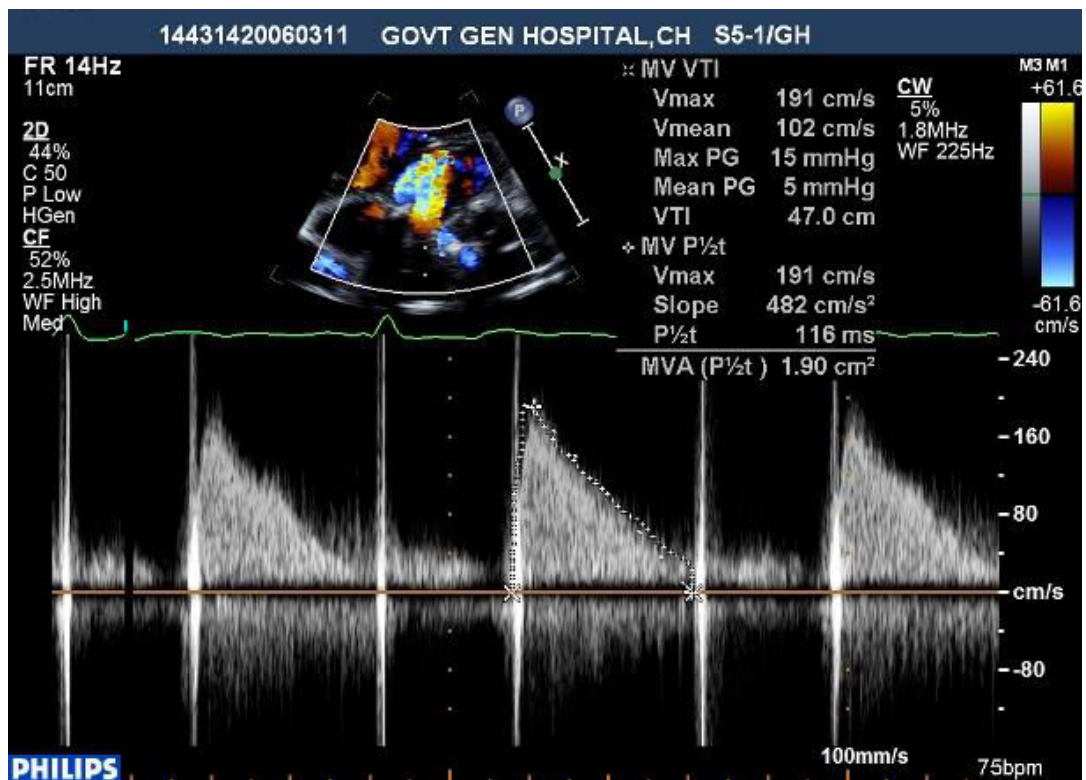 14431420060311 GOVT GEN HOSPITAL,CH S5-1/GH
FR 14Hz
11cm
2D
44%
C 50
P Low
HGen
CF
52%
2.5MHz
WF High
Med
P
MV VTI
Vmax 191 cm/s
Vmean 102 cm/s
Max PG 15 mmHg
Mean PG 5 mmHg
VTI 47.0 cm
MV P½t
Vmax 191 cm/s
Slope 482 cm/s²
P½t 116 ms
MVA (P½t ) 1.90 cm²
CW
5%
1.8MHz
WF 225Hz
M3 M1
+61.6
-61.6
cm/s
240
160
80
cm/s
-80
100mm/s
75bpm
PHILIPS